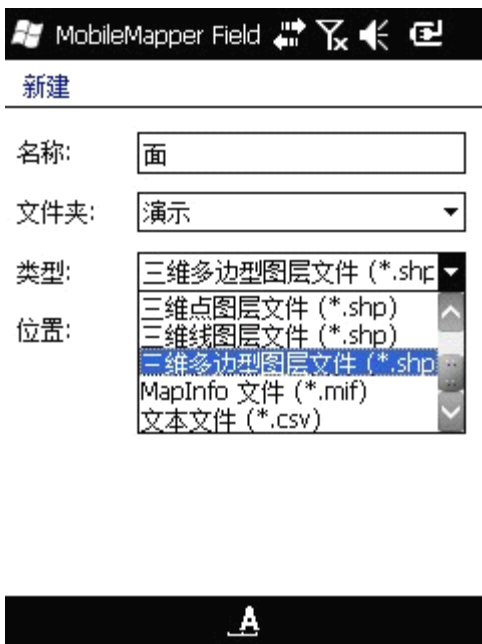 MobileMapper Field
新建
名称: 面
文件夹: 演示
类型: 三维多边型图层文件 (*.shp
三维点图层文件 (*.shp)
位置: 三维线图层文件 (*.shp)
三维多边型图层文件 (*.shp
MapInfo 文件 (*.mif)
文本文件 (*.csv)
A